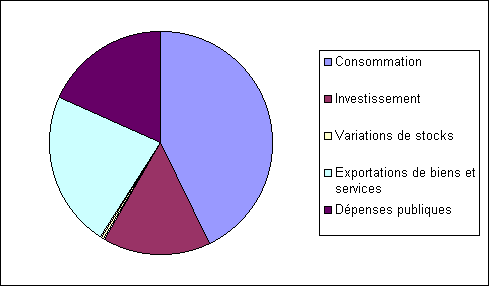 Consommation
Investissement
Variations de stocks
Exportations de biens et
services
Dépenses publiques